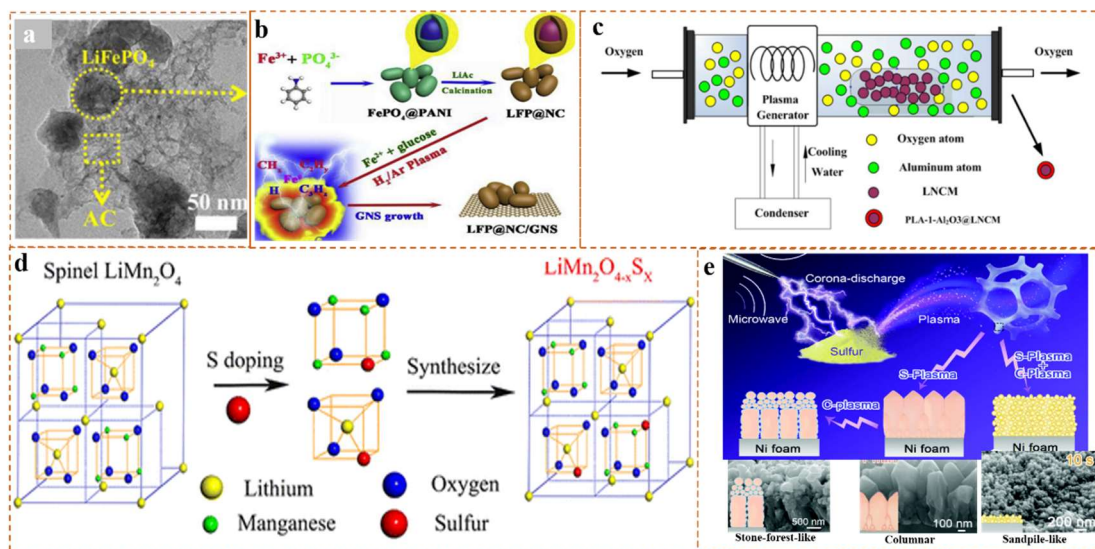 a
LiFePO4
AC
50 nm
b
Fe3+ + PO43-
FePO4@PANI
LiAc
Calcination
LFP@NC
Fe2+ + glucose
H2/Ar Plasma
H
GNS growth
LFP@NC/GNS
c
Oxygen
Plasma
Generator
Oxygen
Cooling
Water
Condenser
Oxygen atom
Aluminum atom
LNCM
PLA-1-Al2O3@LNCM
d
Spinel LiMn2O4
S doping
Synthesize
LiMn2O4-xSX
Lithium
Oxygen
Manganese
Sulfur
e
Corona-discharge
Microwave
Plasma
Sulfur
S-Plasma
S-Plasma
+
C-Plasma
C-plasma
Ni foam
Ni foam
Ni foam
10 s
500 nm
100 nm
200 nm
Stone-forest-like
Columnar
Sandpile-like